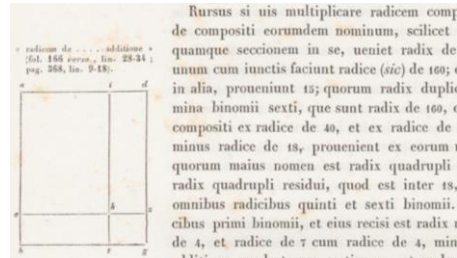 « radicum de . . . . additione »
(fol. 166 verso, lin. 28-34 ;
pag. 368, lin. 9-18).
a i d
k
z
r g
Rursus si uis multiplicare radicem comp
de compositi eorumdem nominum, scilicet
quamque seccionem in se, ueniet radix de
unum cum iunctis faciunt radice (sic) de 160;
in alia, proueniunt 15; quorum radix duplic
mina binomii sexti, que sunt radix de 160,
compositi ex radice de 40, et ex radice de
minus radice de 18, prouenient ex eorum
quorum maius nomen est radix quadrupli
radix quadrupli residui, quod est inter 18,
omnibus radicibus quinti et sexti binomii.
cibus primi binomii, et eius recisi est radix
de 4, et radice de 7 cum radice de 4, min